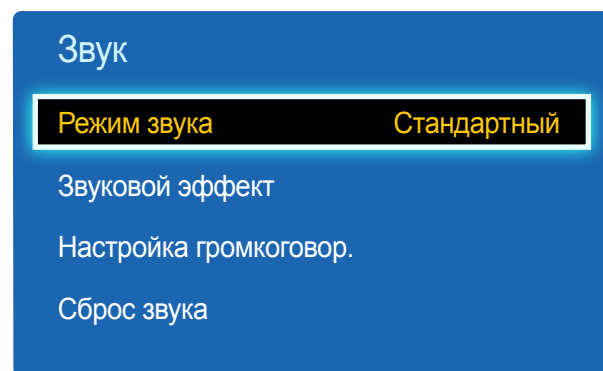 Звук
Режим звука Стандартный
Звуковой эффект
Настройка громкоговор.
Сброс звука